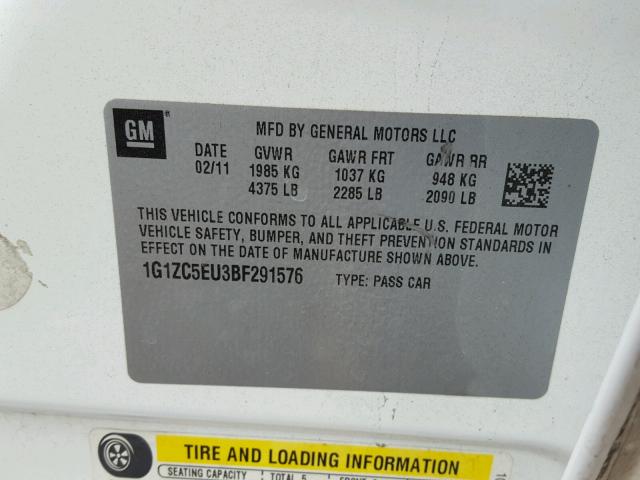 GM
MFD BY GENERAL MOTORS LLC
DATE GVWR GAWR FRT GAWR RR
02/11 1985 KG 1037 KG 948 KG
4375 LB 2285 LB 2090 LB
THIS VEHICLE CONFORMS TO ALL APPLICABLE U.S. FEDERAL MOTOR
VEHICLE SAFETY, BUMPER, AND THEFT PREVENTION STANDARDS IN
EFFECT ON THE DATE OF MANUFACTURE SHOWN ABOVE.
1G1ZC5EU3BF291576 TYPE: PASS CAR
TIRE AND LOADING INFORMATION
SEATING CAPACITY TOTAL 5